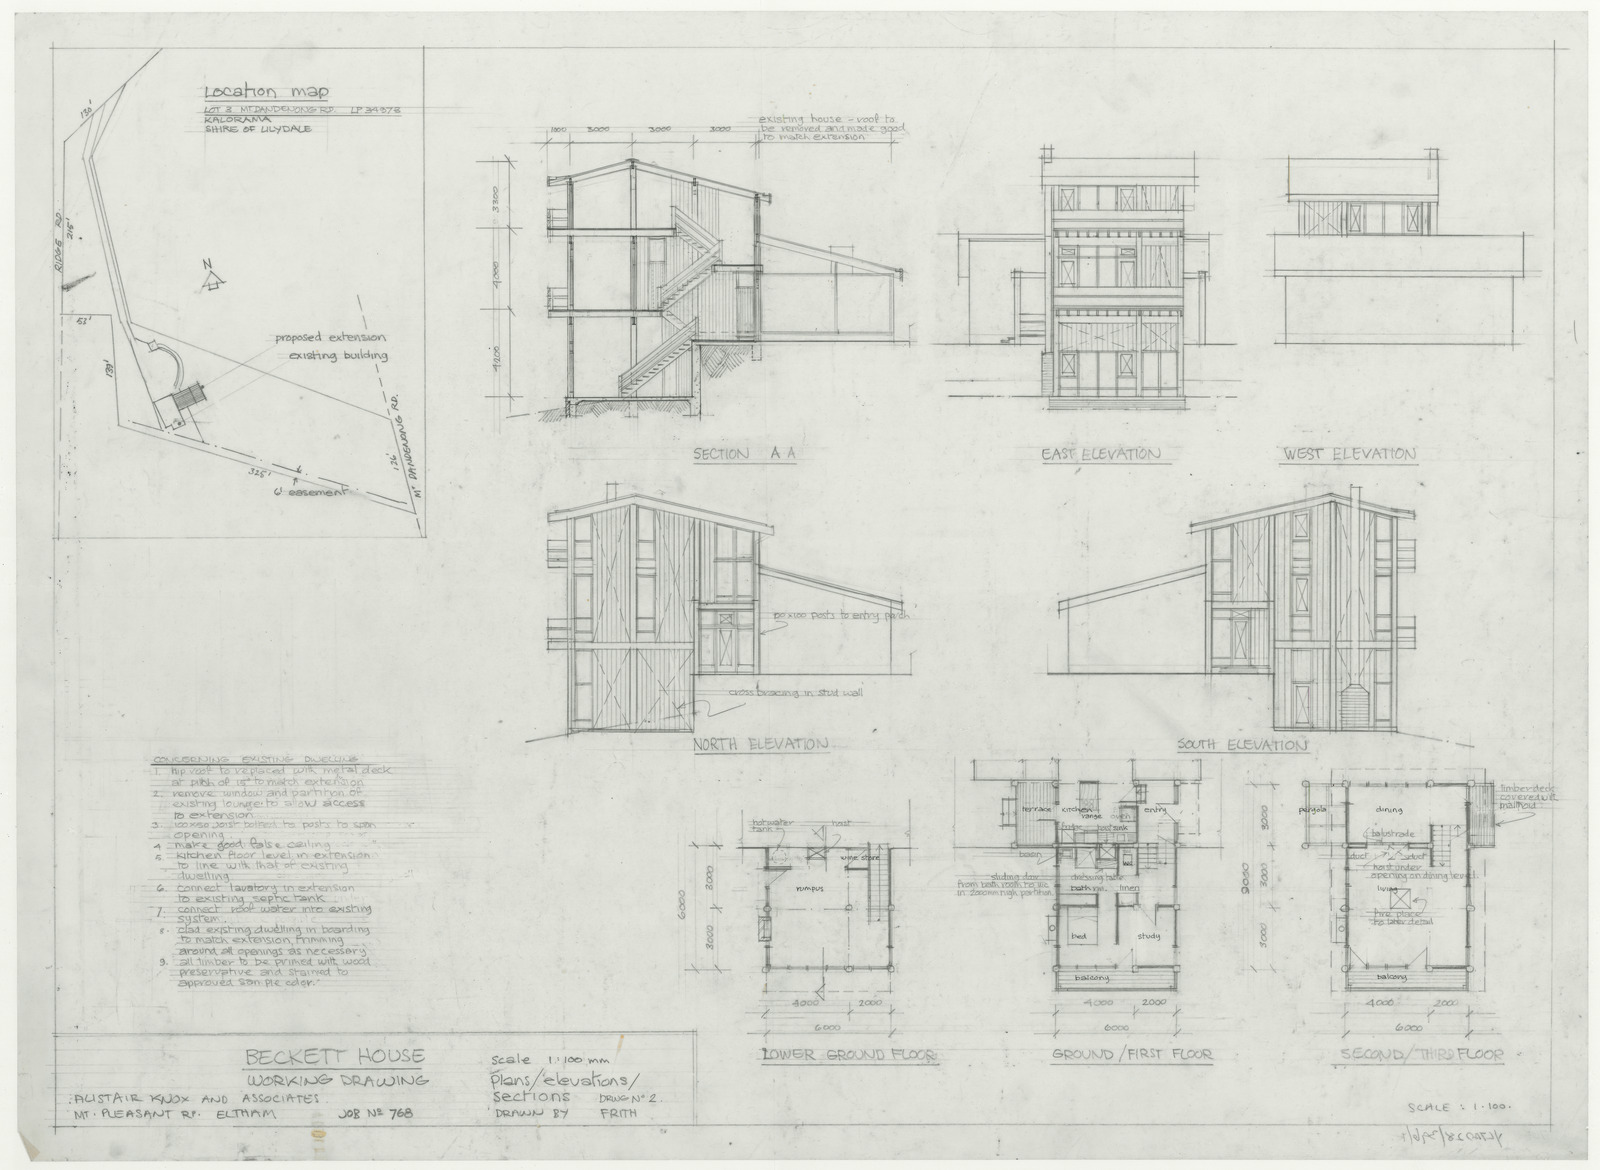 Location map
LOT 3 MT. DANDENONG RD. LP 34375
KALORAMA
SHIRE OF LILYDALE
130'
RIDGE RD.
215'
N
53'
139'
proposed extension
existing building
325'
6' easement
126'
MT DANDENONG RD.
existing house - roof to
be removed and made good
to match extension
1000 3000 3000 3000
3300
4000
4200
SECTION A A
EAST ELEVATION
WEST ELEVATION
100x100 posts to entry porch
cross bracing in stud wall
NORTH ELEVATION
SOUTH ELEVATION
CONCERNING EXISTING DWELLING
1. hip roof to replaced with metal deck
at pitch of 15° to match extension
2. remove window and partition of
existing lounge to allow access
to extension
3. joist bolted to posts to span
opening
4. make good false ceiling
5. kitchen floor level in extension
to line with that of existing
dwelling
6. connect lavatory in extension
to existing septic tank
7. connect roof water into existing
system.
8. clad existing dwelling in boarding
to match extension, trimming
around all openings as necessary
9. all timber to be primed with wood
preservative and stained to
approved sample color.
hot water
tank
hoist
wine store
rumpus
6000
3000
3000
4000 2000
6000
LOWER GROUND FLOOR
terrace
kitchen
range
oven
entry
fridge
sink
basin
sliding door
from bath room to wc
in 2000mm high partition
dressing table
bath rm.
linen
bed
study
balcony
4000 2000
6000
GROUND/FIRST FLOOR
9000
3000
3000
3000
pergola
dining
timber deck
covered with
malthoid
balustrade
duct
duct
hoist under
opening on dining level.
living
fire place
to later detail
balcony
4000 2000
6000
SECOND/THIRD FLOOR
BECKETT HOUSE
WORKING DRAWING
ALISTAIR KNOX AND ASSOCIATES.
MT. PLEASANT RD. ELTHAM JOB No 768
scale 1:100 mm
plans/elevations/
sections DRWG No 2.
DRAWN BY FRITH
SCALE : 1.100.